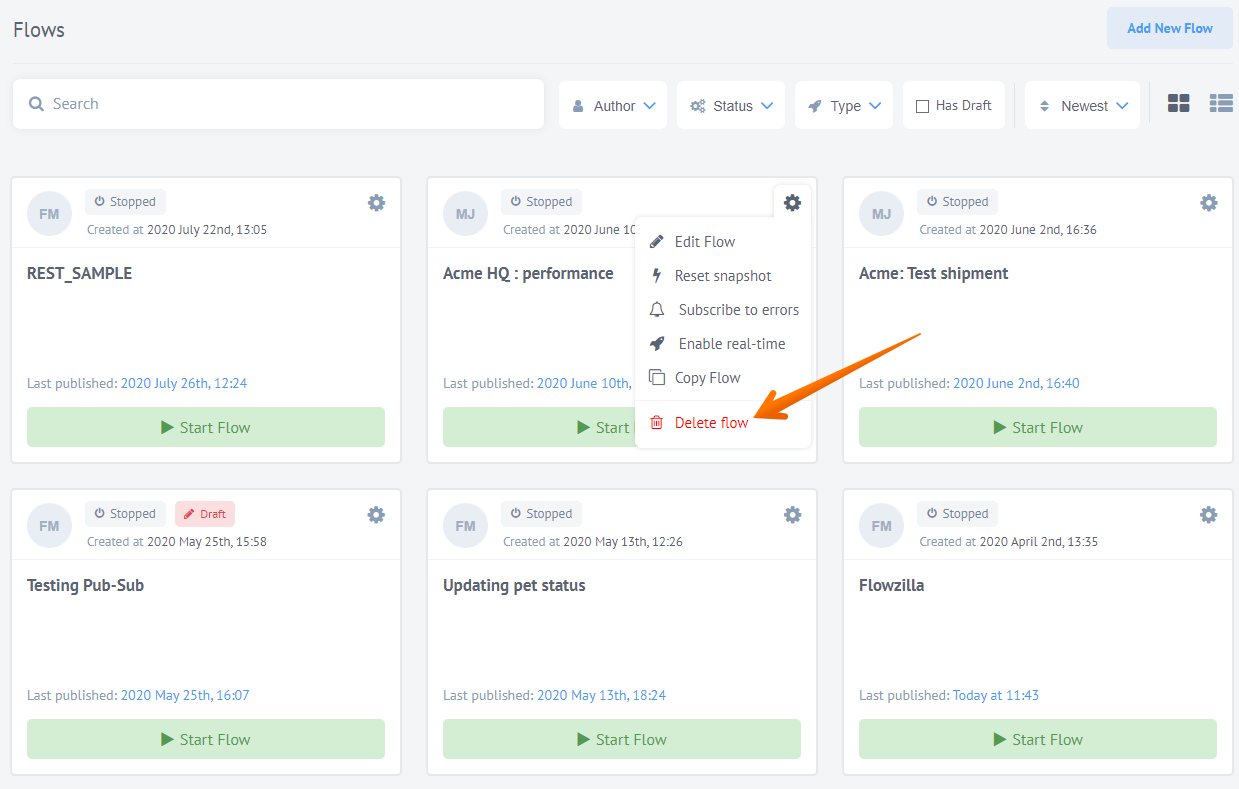 Flows
Add New Flow
Search
Author
Status
Type
Has Draft
Newest
FM
Stopped
Created at 2020 July 22nd, 13:05
REST_SAMPLE
Last published: 2020 July 26th, 12:24
Start Flow
MJ
Stopped
Created at 2020 June
Acme HQ : performance
Last published: 2020 June 10th,
Start
Edit Flow
Reset snapshot
Subscribe to errors
Enable real-time
Copy Flow
Delete flow
MJ
Stopped
Created at 2020 June 2nd, 16:36
Acme: Test shipment
Last published: 2020 June 2nd, 16:40
Start Flow
FM
Stopped
Draft
Created at 2020 May 25th, 15:58
Testing Pub-Sub
Last published: 2020 May 25th, 16:07
Start Flow
FM
Stopped
Created at 2020 May 13th, 12:26
Updating pet status
Last published: 2020 May 13th, 18:24
Start Flow
FM
Stopped
Created at 2020 April 2nd, 13:35
Flowzilla
Last published: Today at 11:43
Start Flow